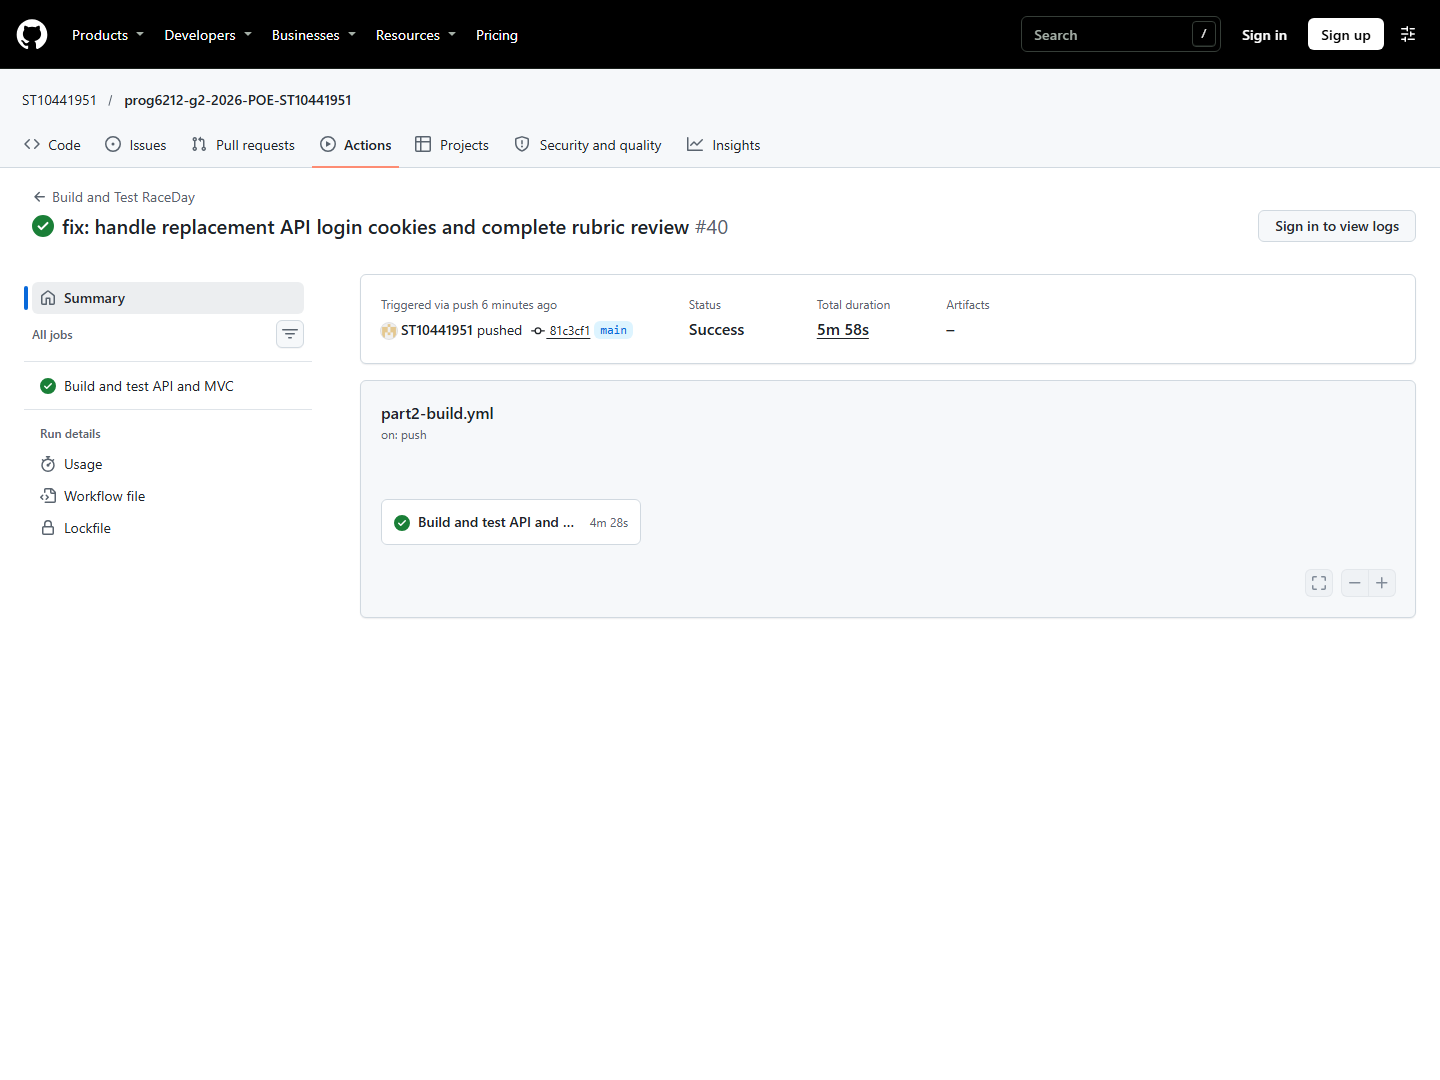 Products Developers Businesses Resources Pricing Search / Sign in Sign up
ST10441951 / prog6212-g2-2026-POE-ST10441951
Code Issues Pull requests Actions Projects Security and quality Insights
Build and Test RaceDay
fix: handle replacement API login cookies and complete rubric review #40
Sign in to view logs
Summary
All jobs
Build and test API and MVC
Run details
Usage
Workflow file
Lockfile
Triggered via push 6 minutes ago
ST10441951 pushed 81c3cf1 main
Status
Success
Total duration
5m 58s
Artifacts
–
part2-build.yml
on: push
Build and test API and ... 4m 28s